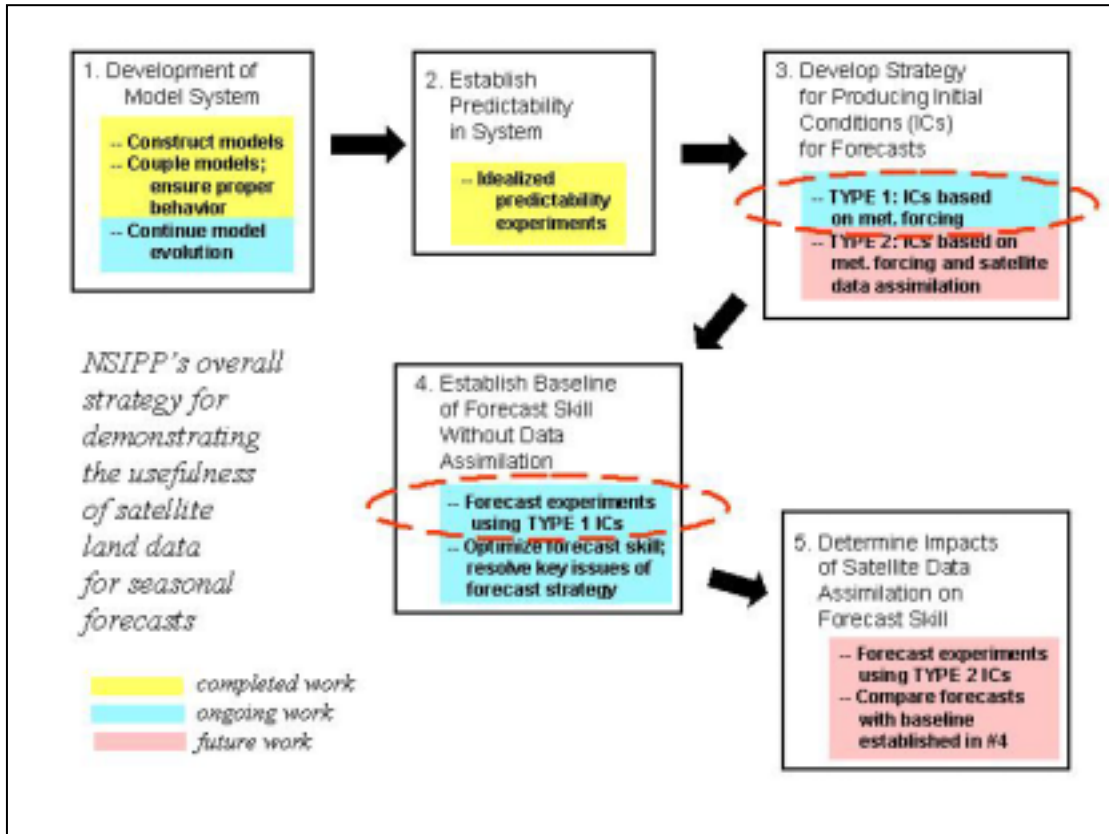 1. Development of
Model System
-- Construct models
-- Couple models;
ensure proper
behavior
-- Continue model
evolution
2. Establish
Predictability
in System
-- Idealized
predictability
experiments
3. Develop Strategy
for Producing Initial
Conditions (ICs)
for Forecasts
-- TYPE 1: ICs based
on met. forcing
-- TYPE 2: ICs based on
met. forcing and satellite
data assimilation
NSIPP's overall
strategy for
demonstrating
the usefulness
of satellite
land data
for seasonal
forecasts
4. Establish Baseline
of Forecast Skill
Without Data
Assimilation
-- Forecast experiments
using TYPE 1 ICs
-- Optimize forecast skill;
resolve key issues of
forecast strategy
5. Determine Impacts
of Satellite Data
Assimilation on
Forecast Skill
-- Forecast experiments
using TYPE 2 ICs
-- Compare forecasts
with baseline
established in #4
completed work
ongoing work
future work